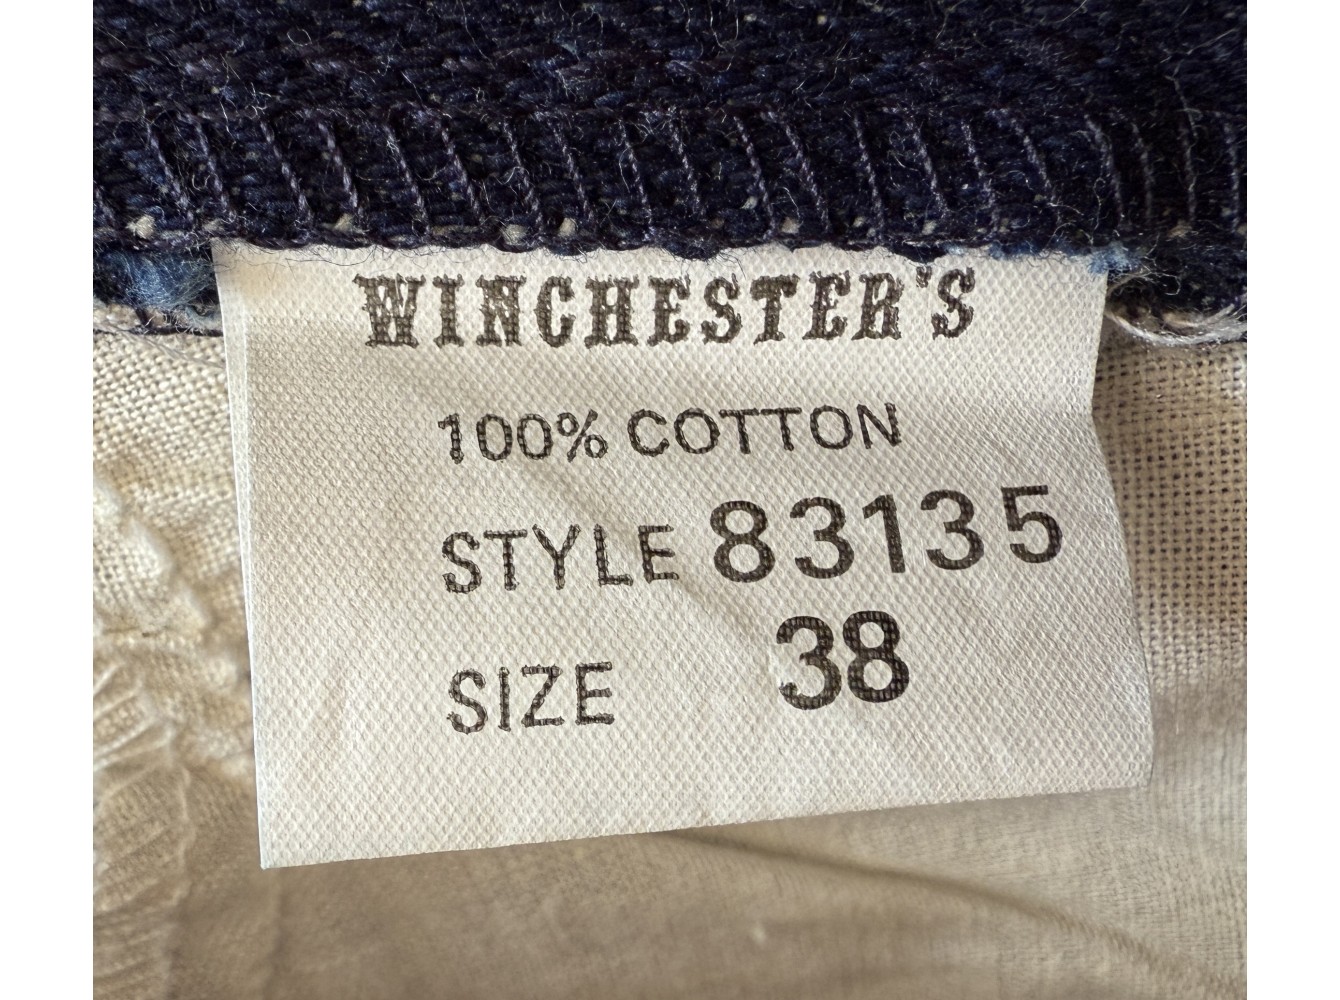 WINCHESTER'S
100% COTTON
STYLE 83135
SIZE 38